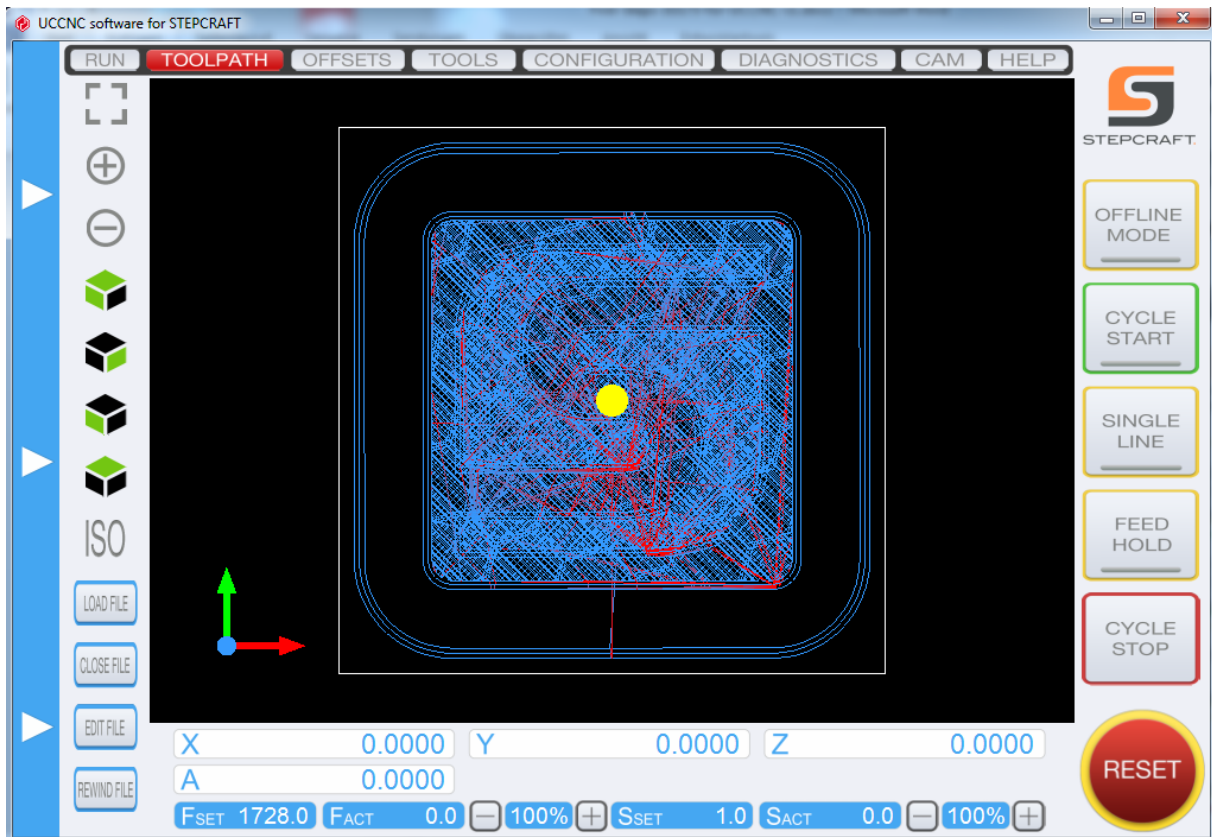 UCCNC software for STEPCRAFT
RUN TOOLPATH OFFSETS TOOLS CONFIGURATION DIAGNOSTICS CAM HELP
STEPCRAFT
OFFLINE
MODE
CYCLE
START
SINGLE
LINE
FEED
HOLD
CYCLE
STOP
RESET
ISO
LOAD FILE
CLOSE FILE
EDIT FILE
REWIND FILE
X 0.0000 Y 0.0000 Z 0.0000
A 0.0000
FSET 1728.0 FACT 0.0 100% SSET 1.0 SACT 0.0 100%